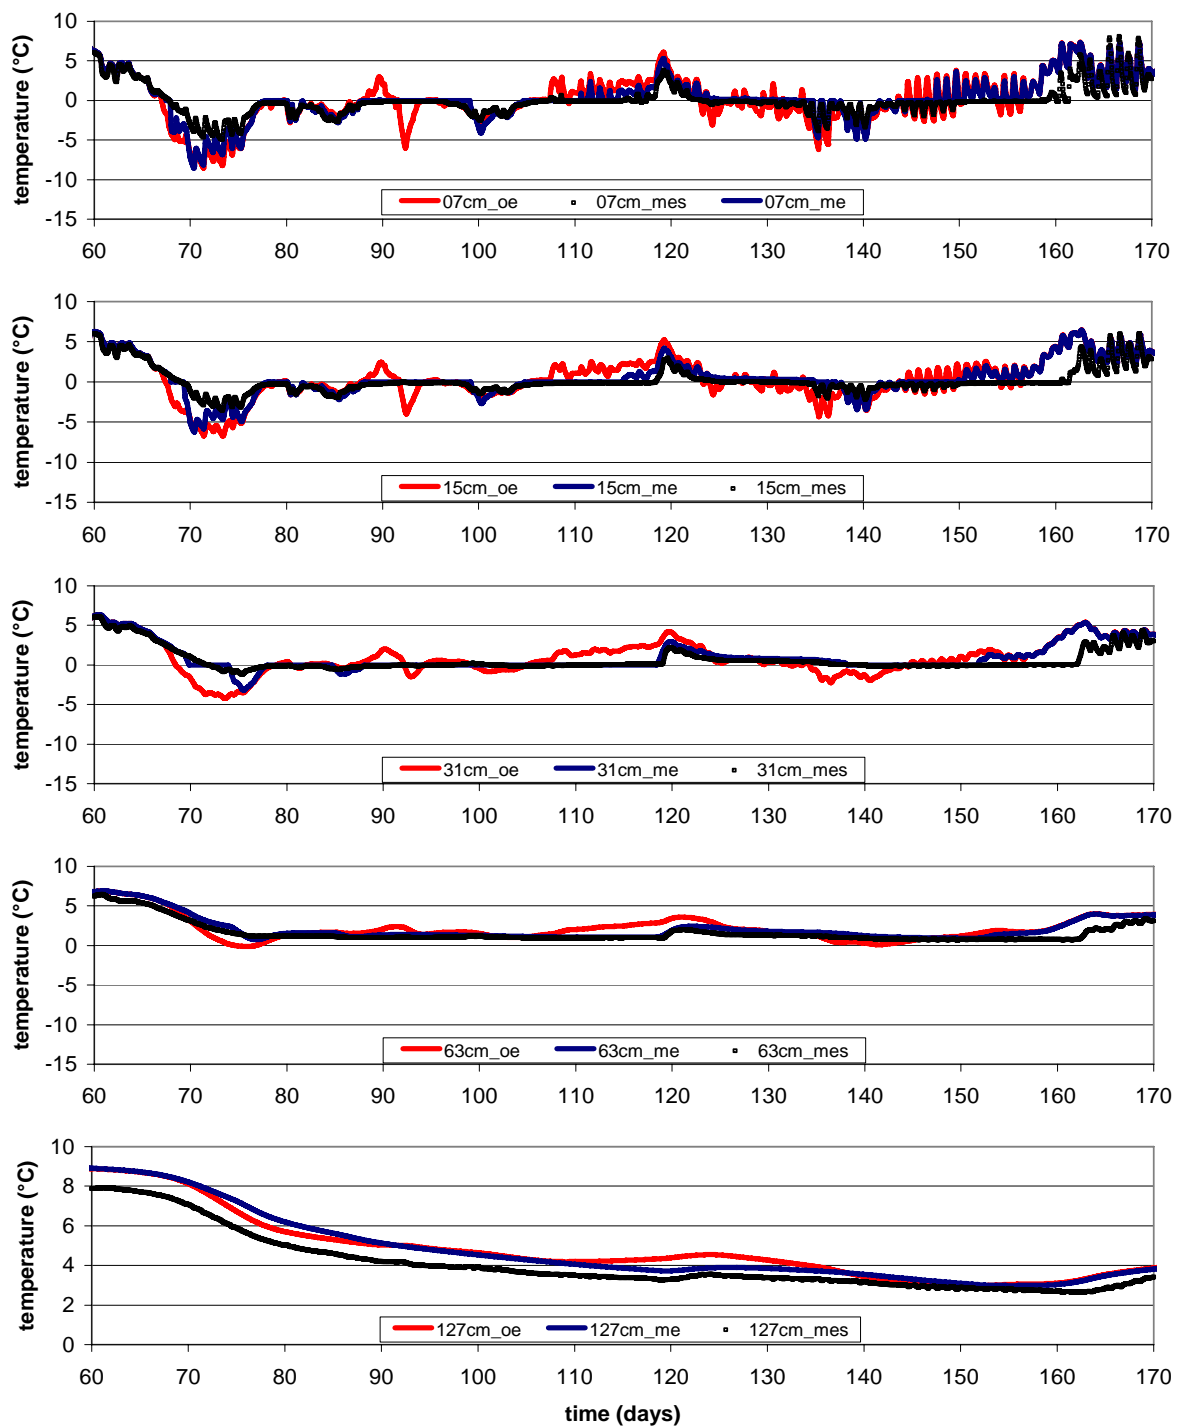 10
5
0
-5
-10
-15
temperature (°C)
07cm_oe 07cm_mes 07cm_me
60 70 80 90 100 110 120 130 140 150 160 170
10
5
0
-5
-10
-15
temperature (°C)
15cm_oe 15cm_me 15cm_mes
60 70 80 90 100 110 120 130 140 150 160 170
10
5
0
-5
-10
-15
temperature (°C)
31cm_oe 31cm_me 31cm_mes
60 70 80 90 100 110 120 130 140 150 160 170
10
5
0
-5
-10
-15
temperature (°C)
63cm_oe 63cm_me 63cm_mes
60 70 80 90 100 110 120 130 140 150 160 170
10
8
6
4
2
0
temperature (°C)
127cm_oe 127cm_me 127cm_mes
60 70 80 90 100 110 120 130 140 150 160 170
time (days)